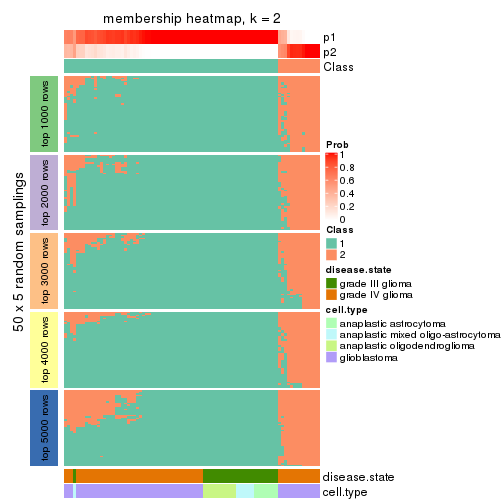 membership heatmap, k = 2
p1
p2
Class
50 x 5 random samplings
top 1000 rows
top 2000 rows
top 3000 rows
top 4000 rows
top 5000 rows
Prob
1
0.8
0.6
0.4
0.2
0
Class
1
2
disease.state
grade III glioma
grade IV glioma
cell.type
anaplastic astrocytoma
anaplastic mixed oligo-astrocytoma
anaplastic oligodendroglioma
glioblastoma
disease.state
cell.type